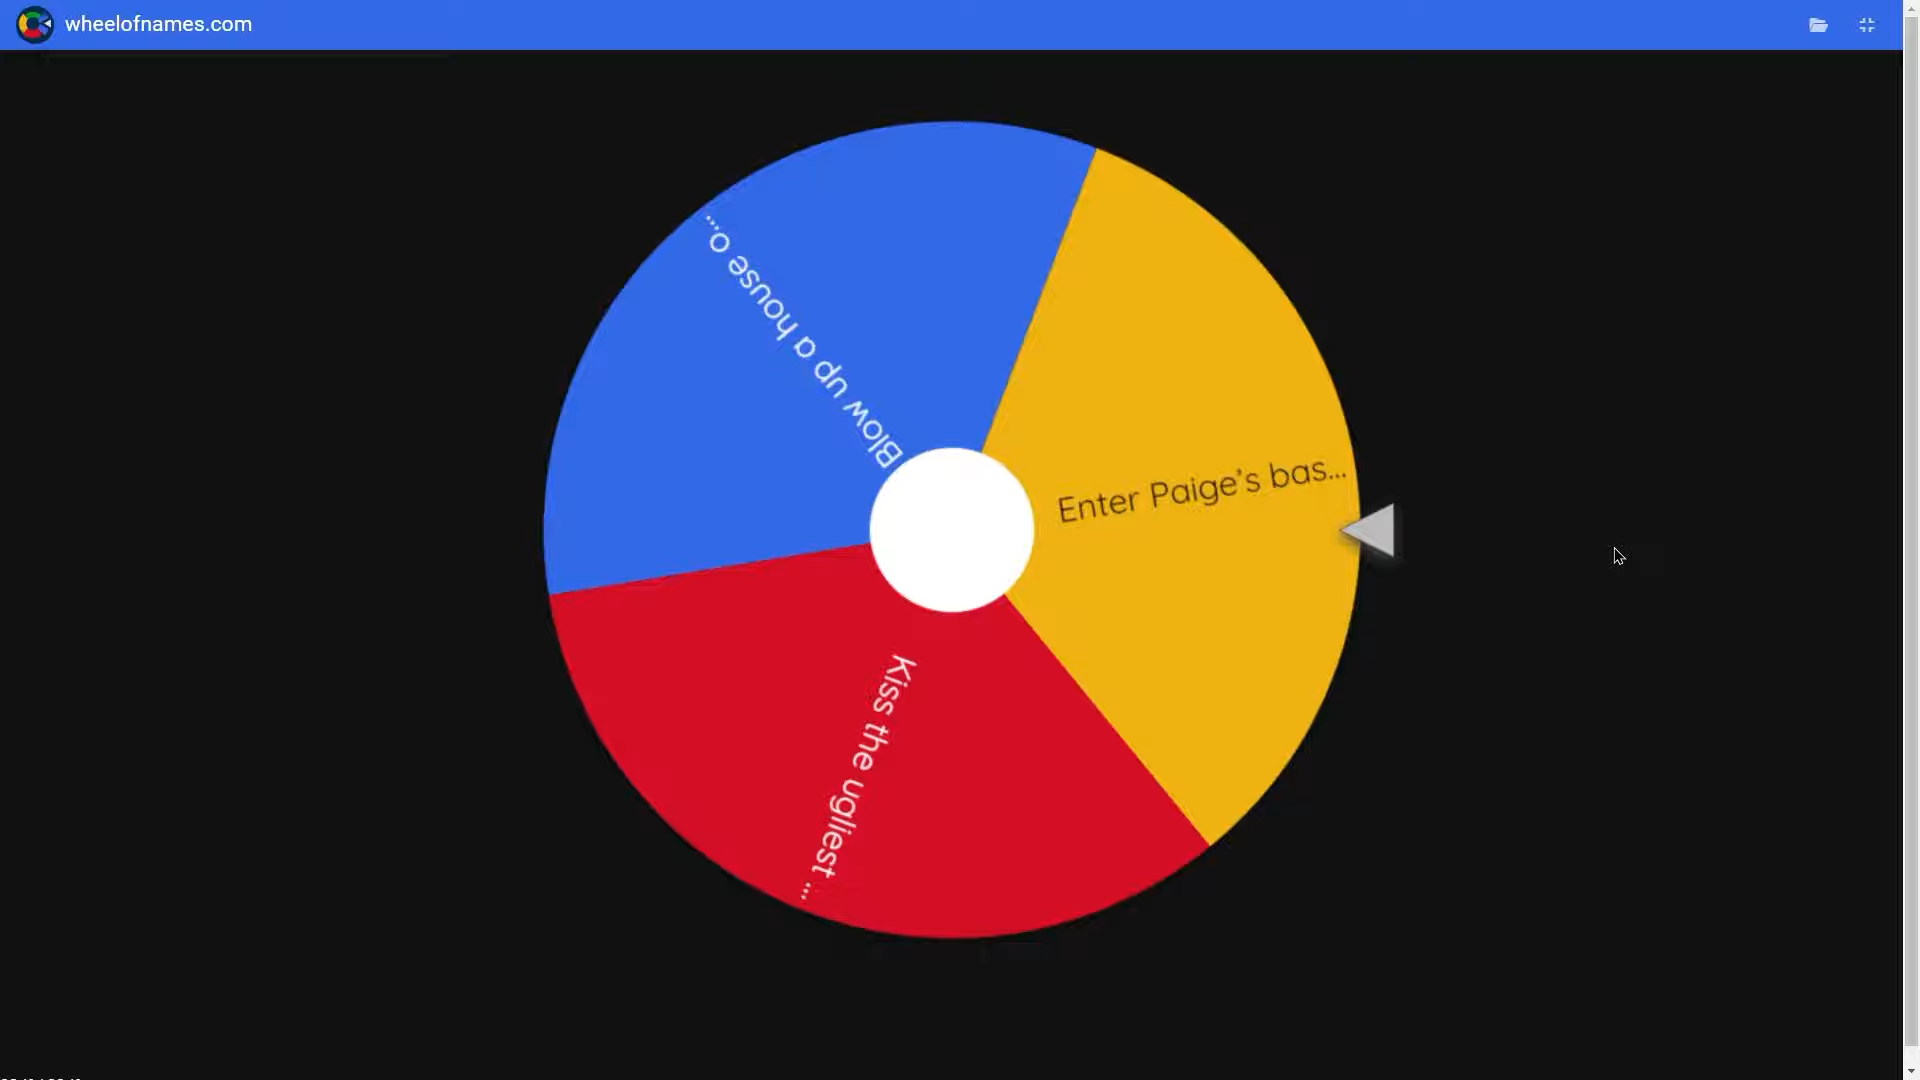 wheelofnames.com
Blow up a house o...
Enter Paige's bas...
Kiss the ugliest ...